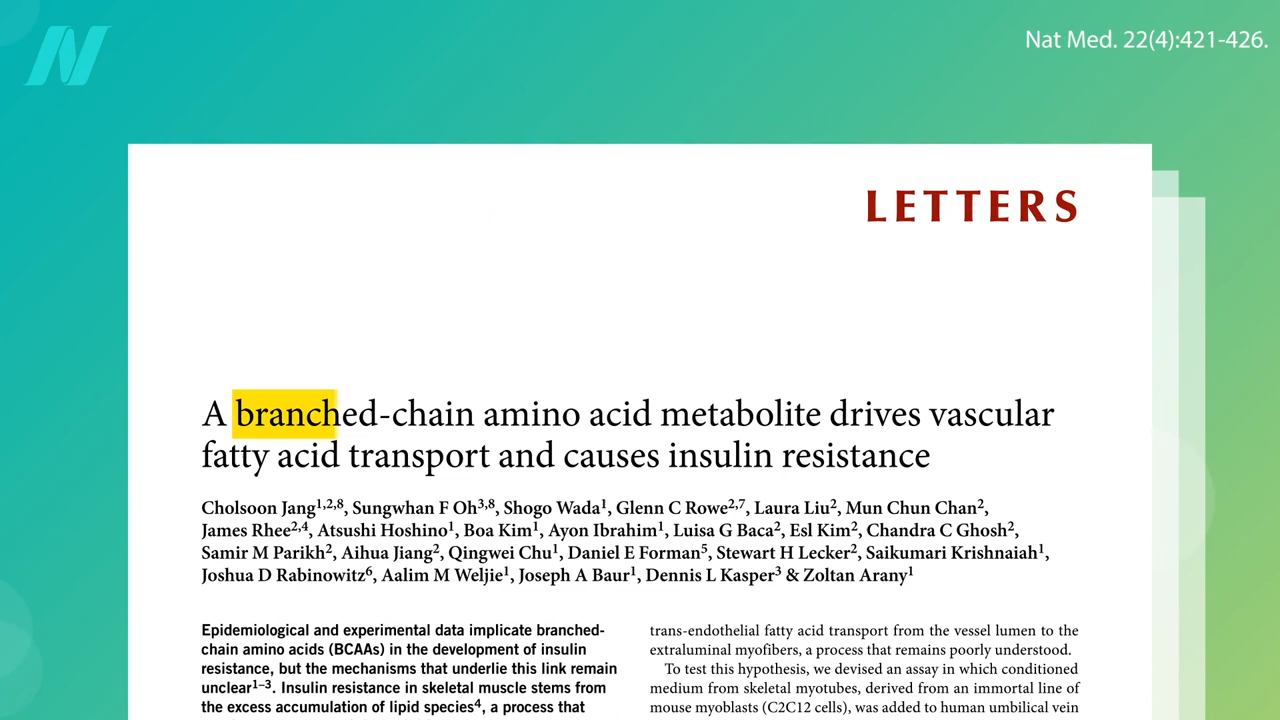 Nat Med. 22(4):421-426.
LETTERS
A branched-chain amino acid metabolite drives vascular
fatty acid transport and causes insulin resistance
Cholsoon Jang1,2,8, Sungwhan F Oh3,8, Shogo Wada1, Glenn C Rowe2,7, Laura Liu2, Mun Chun Chan2,
James Rhee2,4, Atsushi Hoshino1, Boa Kim1, Ayon Ibrahim1, Luisa G Baca2, Esl Kim2, Chandra C Ghosh2,
Samir M Parikh2, Aihua Jiang2, Qingwei Chu1, Daniel E Forman5, Stewart H Lecker2, Saikumari Krishnaiah1,
Joshua D Rabinowitz6, Aalim M Weljie1, Joseph A Baur1, Dennis L Kasper3 & Zoltan Arany1
Epidemiological and experimental data implicate branched-
chain amino acids (BCAAs) in the development of insulin
resistance, but the mechanisms that underlie this link remain
unclear1–3. Insulin resistance in skeletal muscle stems from
the excess accumulation of lipid species4, a process that
trans-endothelial fatty acid transport from the vessel lumen to the
extraluminal myofibers, a process that remains poorly understood.
To test this hypothesis, we devised an assay in which conditioned
medium from skeletal myotubes, derived from an immortal line of
mouse myoblasts (C2C12 cells), was added to human umbilical vein